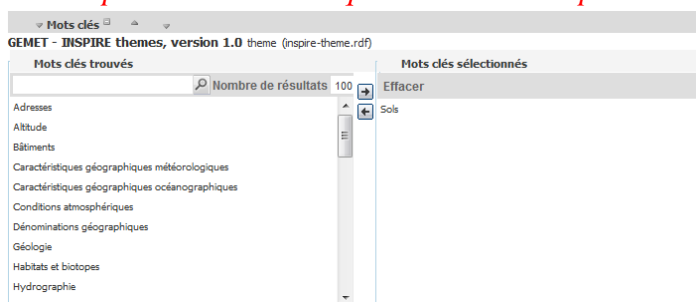 Mots clés
GEMET - INSPIRE themes, version 1.0 theme (inspire-theme.rdf)
Mots clés trouvés
Nombre de résultats 100
Adresses
Altitude
Bâtiments
Caractéristiques géographiques météorologiques
Caractéristiques géographiques océanographiques
Conditions atmosphériques
Dénominations géographiques
Géologie
Habitats et biotopes
Hydrographie
Mots clés sélectionnés
Effacer
Sols